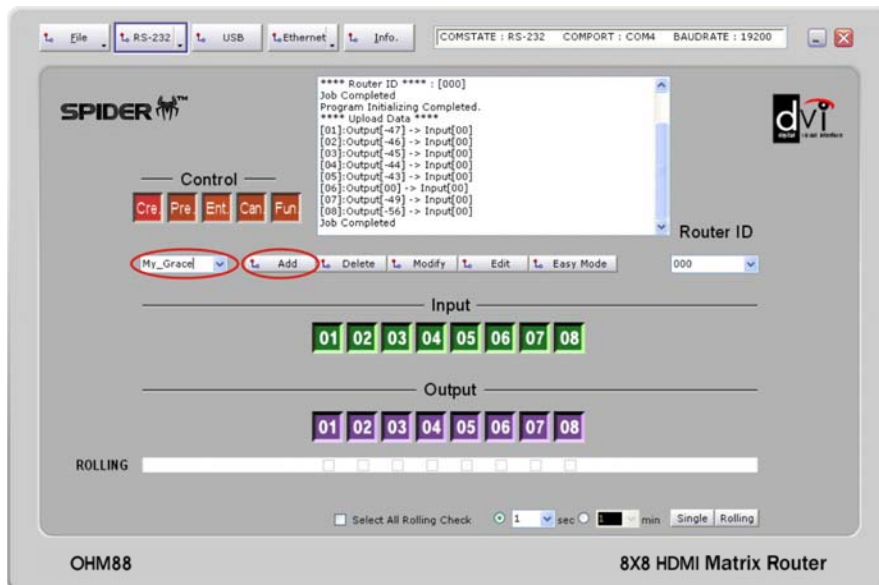 File RS-232 USB Ethernet Info. COMSTATE : RS-232 COMPORT : COM4 BAUDRATE : 19200
SPIDER™
**** Router ID **** : [000]
Job Completed
Program Initializing Completed.
**** Upload Data ****
[01]:Output[-47] -> Input[00]
[02]:Output[-46] -> Input[00]
[03]:Output[-45] -> Input[00]
[04]:Output[-44] -> Input[00]
[05]:Output[-43] -> Input[00]
[06]:Output[00] -> Input[00]
[07]:Output[-49] -> Input[00]
[08]:Output[-56] -> Input[00]
Job Completed
dvi
digital visual interface
Control
Cre. Pre. Ent. Can. Fun.
Router ID
My_Grace Add Delete Modify Edit Easy Mode 000
Input
01 02 03 04 05 06 07 08
Output
01 02 03 04 05 06 07 08
ROLLING
Select All Rolling Check 1 sec min Single Rolling
OHM88 8X8 HDMI Matrix Router